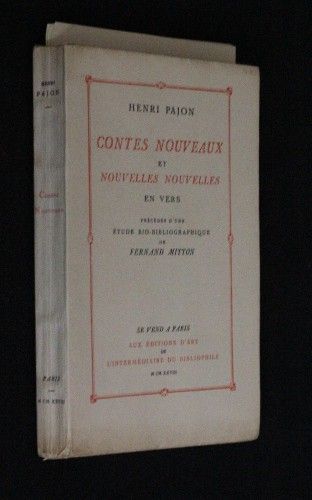 HENRI
PAJON
Contes
Nouveaux
PARIS
HENRI PAJON
CONTES NOUVEAUX
ET
NOUVELLES NOUVELLES
EN VERS
PRÉCÉDÉS D'UNE
ÉTUDE BIO-BIBLIOGRAPHIQUE
DE
FERNAND MITTON
SE VEND A PARIS
AUX ÉDITIONS D'ART
DE
L'INTERMÉDIAIRE DU BIBLIOPHILE